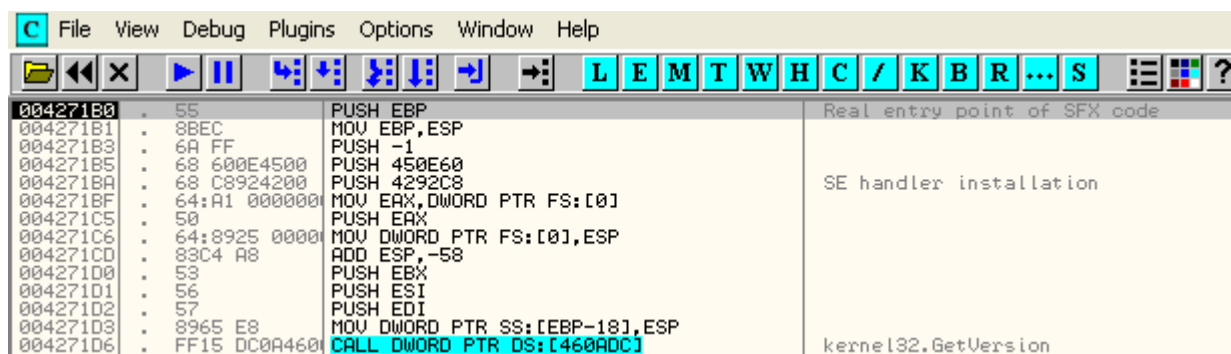 C File View Debug Plugins Options Window Help
L E M T W H C / K B R ... S ?
004271B0 . 55 PUSH EBP Real entry point of SFX code
004271B1 . 8BEC MOV EBP,ESP
004271B3 . 6A FF PUSH -1
004271B5 . 68 600E4500 PUSH 450E60
004271BA . 68 C8924200 PUSH 4292C8 SE handler installation
004271BF . 64:A1 000000 MOV EAX,DWORD PTR FS:[0]
004271C5 . 50 PUSH EAX
004271C6 . 64:8925 0000 MOV DWORD PTR FS:[0],ESP
004271CD . 83C4 A8 ADD ESP,-58
004271D0 . 53 PUSH EBX
004271D1 . 56 PUSH ESI
004271D2 . 57 PUSH EDI
004271D3 . 8965 E8 MOV DWORD PTR SS:[EBP-18],ESP
004271D6 . FF15 DC0A460 CALL DWORD PTR DS:[460ADC] kernel32.GetVersion